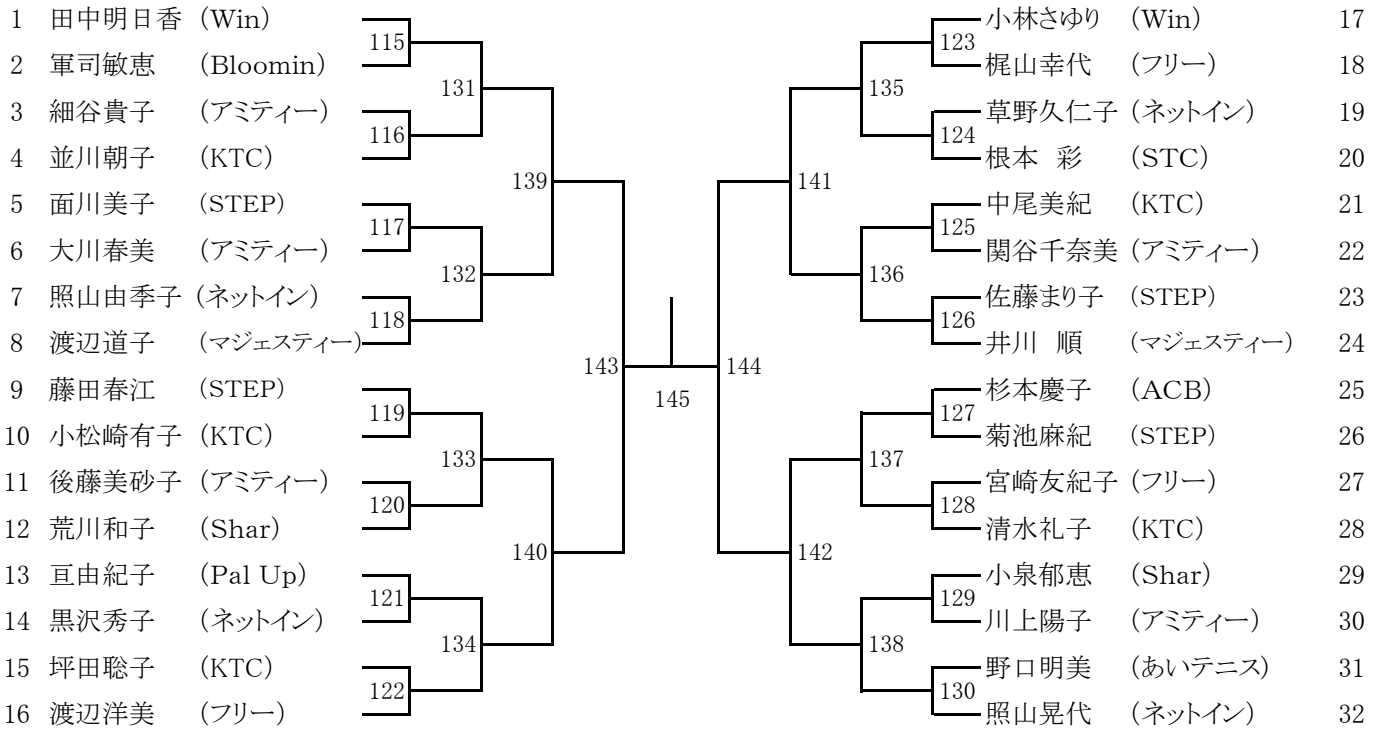 1 田中明日香 (Win)
115
2 軍司敏恵 (Bloomin)
131
3 細谷貴子 (アミティー)
116
4 並川朝子 (KTC)
139
5 面川美子 (STEP)
117
6 大川春美 (アミティー)
132
7 照山由季子 (ネットイン)
118
8 渡辺道子 (マジェスティー)
143
9 藤田春江 (STEP)
119
10 小松崎有子 (KTC)
133
11 後藤美砂子 (アミティー)
120
12 荒川和子 (Shar)
140
13 亘由紀子 (Pal Up)
121
14 黒沢秀子 (ネットイン)
134
15 坪田聡子 (KTC)
122
16 渡辺洋美 (フリー)
145
小林さゆり (Win) 17
123
梶山幸代 (フリー) 18
135
草野久仁子 (ネットイン) 19
124
根本 彩 (STC) 20
141
中尾美紀 (KTC) 21
125
関谷千奈美 (アミティー) 22
136
佐藤まり子 (STEP) 23
126
井川 順 (マジェスティー) 24
144
杉本慶子 (ACB) 25
127
菊池麻紀 (STEP) 26
137
宮崎友紀子 (フリー) 27
128
清水礼子 (KTC) 28
142
小泉郁恵 (Shar) 29
129
川上陽子 (アミティー) 30
138
野口明美 (あいテニス) 31
130
照山晃代 (ネットイン) 32